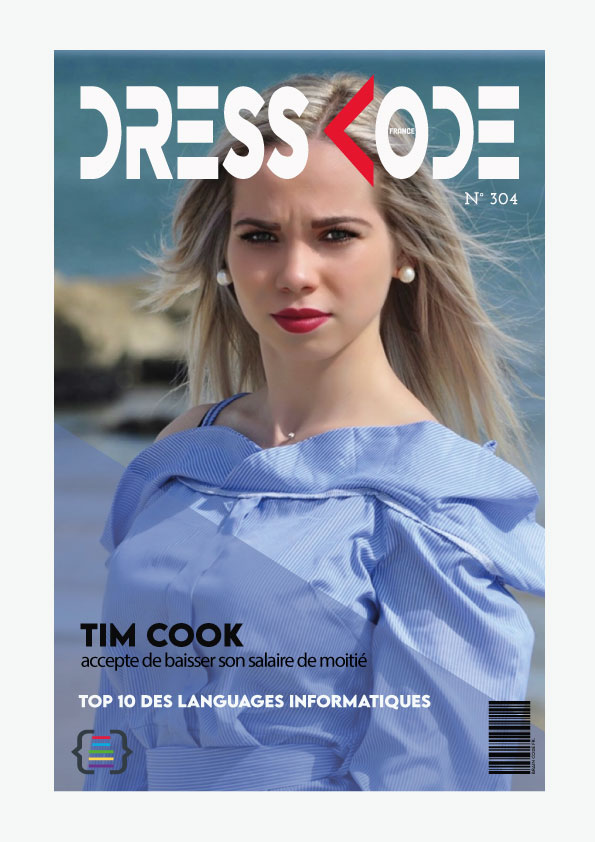 DRESSCODE
FRANCE
N° 304
TIM COOK
accepte de baisser son salaire de moitié
TOP 10 DES LANGUAGES INFORMATIQUES